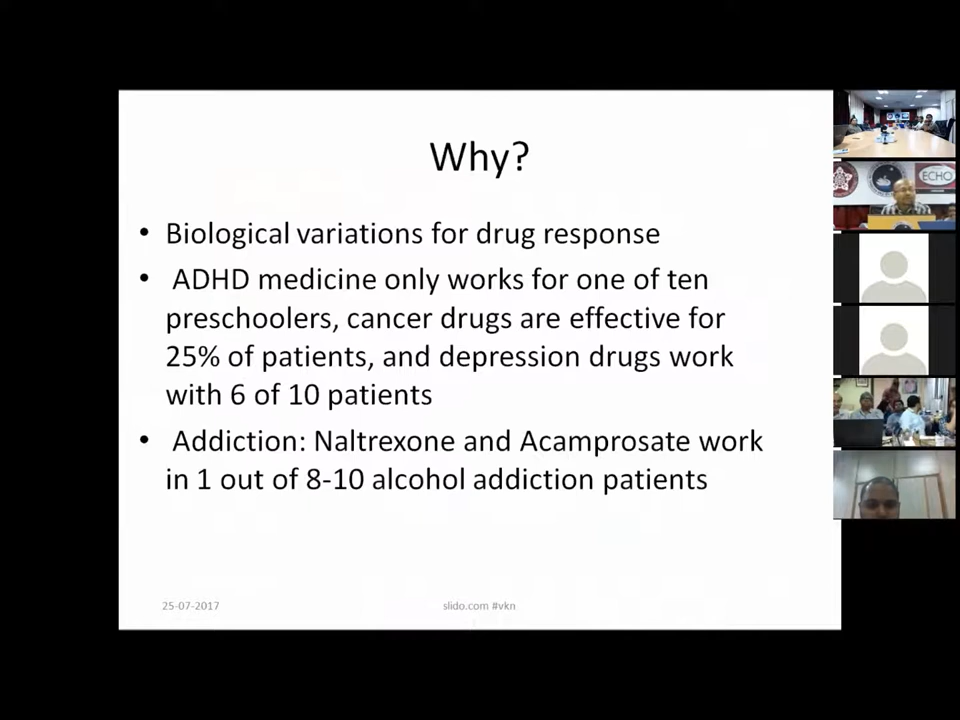 Why?
• Biological variations for drug response
• ADHD medicine only works for one of ten
preschoolers, cancer drugs are effective for
25% of patients, and depression drugs work
with 6 of 10 patients
• Addiction: Naltrexone and Acamprosate work
in 1 out of 8-10 alcohol addiction patients
25-07-2017
slido.com #vkn
ECHO